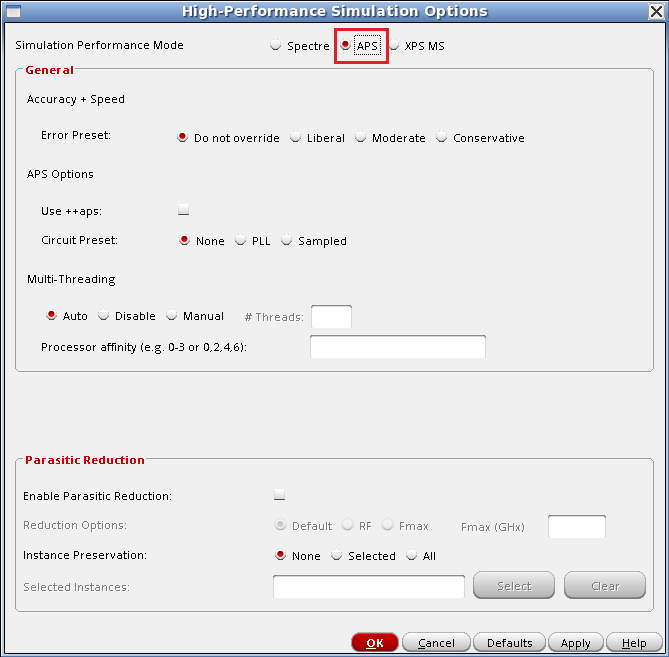 High-Performance Simulation Options
Simulation Performance Mode Spectre APS XPS MS
General
Accuracy + Speed
Error Preset: Do not override Liberal Moderate Conservative
APS Options
Use ++aps:
Circuit Preset: None PLL Sampled
Multi-Threading
Auto Disable Manual # Threads:
Processor affinity (e.g. 0-3 or 0,2,4,6):
Parasitic Reduction
Enable Parasitic Reduction:
Reduction Options: Default RF Fmax Fmax (GHx)
Instance Preservation: None Selected All
Selected Instances: Select Clear
OK Cancel Defaults Apply Help